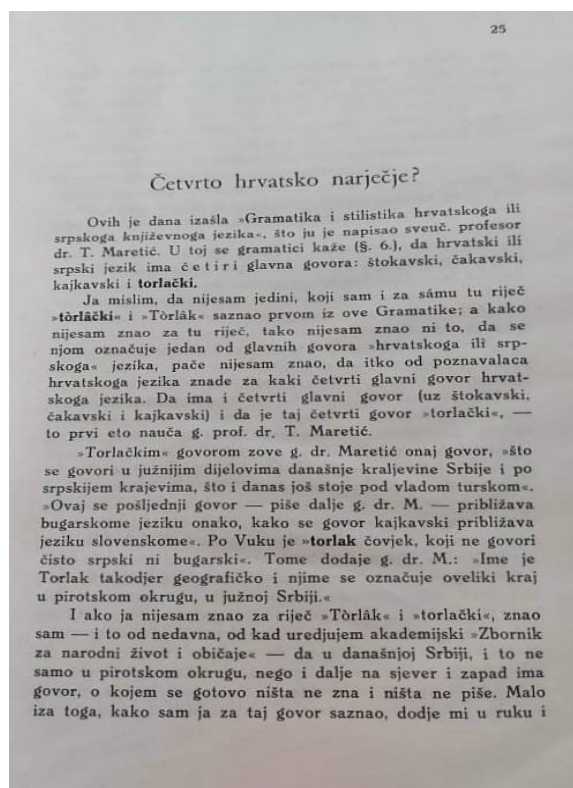 25
Četvrto hrvatsko narječje?
Ovih je dana izašla »Gramatika i stilistika hrvatskoga ili
srpskoga književnoga jezika«, što ju je napisao sveuč. profesor
dr. T. Maretić. U toj se gramatici kaže (§. 6.), da hrvatski ili
srpski jezik ima četiri glavna govora: štokavski, čakavski,
kajkavski i torlački.
Ja mislim, da nijesam jedini, koji sam i za sámu tu riječ
»tòrlâčki« i »Tòrlâk« saznao prvom iz ove Gramatike; a kako
nijesam znao za tu riječ, tako nijesam znao ni to, da se
njom označuje jedan od glavnih govora »hrvatskoga ilì srp-
skoga« jezika, pače nijesam znao, da itko od poznavalaca
hrvatskoga jezika znade za kaki četvrti glavni govor hrvat-
skoga jezika. Da ima i četvrti glavni govor (uz štokavski,
čakavski i kajkavski) i da je taj četvrti govor »torlački«, —
to prvi eto nauča g. prof. dr. T. Maretić.
»Torlačkim« govorom zove g. dr. Maretić onaj govor, »što
se govori u južnijim dijelovima današnje kraljevine Srbije i po
srpskijem krajevima, što i danas još stoje pod vladom turskom«.
»Ovaj se pošljednji govor — piše dalje g. dr. M. — približava
bugarskome jeziku onako, kako se govor kajkavski približava
jeziku slovenskome«. Po Vuku je »torlak čovjek, koji ne govori
čisto srpski ni bugarski«. Tome dodaje g. dr. M.: »Ime je
Torlak takodjer geografičko i njime se označuje oveliki kraj
u pirotskom okrugu, u južnoj Srbiji.«
I ako ja nijesam znao za riječ »Tòrlâk« i »torlački«, znao
sam — i to od nedavna, od kad uredjujem akademijski »Zbornik
za narodni život i običaje« — da u današnjoj Srbiji, i to ne
samo u pirotskom okrugu, nego i dalje na sjever i zapad ima
govor, o kojem se gotovo ništa ne zna i ništa ne piše. Malo
iza toga, kako sam ja za taj govor saznao, dodje mi u ruku i